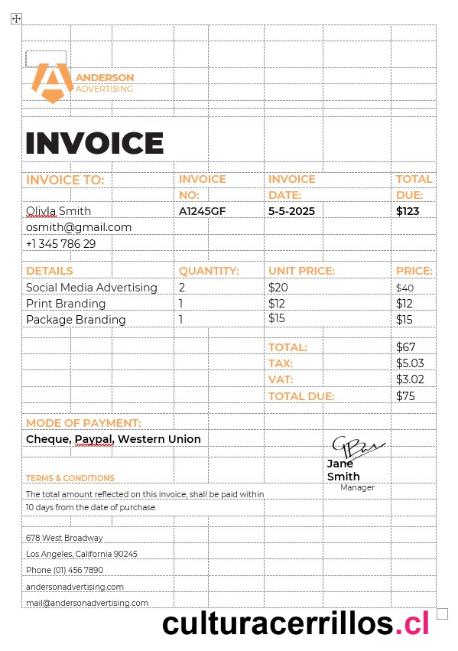 ANDERSON
ADVERTISING
INVOICE
INVOICE TO:
INVOICE NO:
INVOICE DATE:
TOTAL DUE:
Olivla Smith
A1245GF
5-5-2025
$123
osmith@gmail.com
+1 345 786 29
DETAILS QUANTITY: UNIT PRICE: PRICE:
Social Media Advertising 2 $20 $40
Print Branding 1 $12 $12
Package Branding 1 $15 $15
TOTAL: $67
TAX: $5.03
VAT: $3.02
TOTAL DUE: $75
MODE OF PAYMENT:
Cheque, Paypal, Western Union
Jane
Smith
Manager
TERMS & CONDITIONS
The total amount reflected on this invoice, shall be paid within
10 days from the date of purchase.
678 West Broadway
Los Angeles, California 90245
Phone (01) 456 7890
andersonadvertising.com
mail@andersonadvertising.com
culturacerrillos.cl